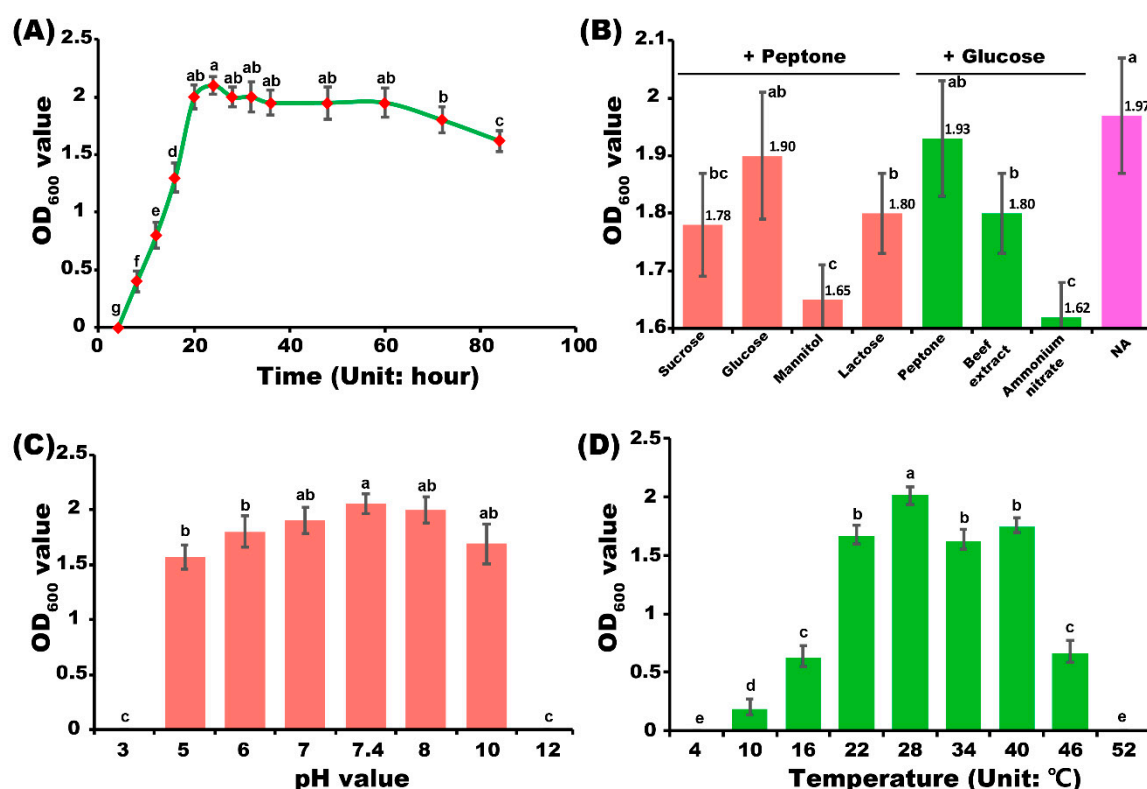 (A)
2.5
2
1.5
1
0.5
0
OD600 value
g
f
e
d
ab
a
ab
ab
ab
ab
ab
b
c
0
20
40
60
80
100
Time (Unit: hour)
(B)
+ Peptone
+ Glucose
2.1
2
1.9
1.8
1.7
1.6
OD600 value
bc
1.78
ab
1.90
c
1.65
b
1.80
ab
1.93
b
1.80
c
1.62
a
1.97
Sucrose
Glucose
Mannitol
Lactose
Peptone
Beef
extract
Ammonium
nitrate
NA
(C)
2.5
2
1.5
1
0.5
0
OD600 value
c
b
b
ab
a
ab
ab
c
3
5
6
7
7.4
8
10
12
pH value
(D)
2.5
2
1.5
1
0.5
0
OD600 value
e
d
c
b
a
b
b
c
e
4
10
16
22
28
34
40
46
52
Temperature (Unit: ℃)